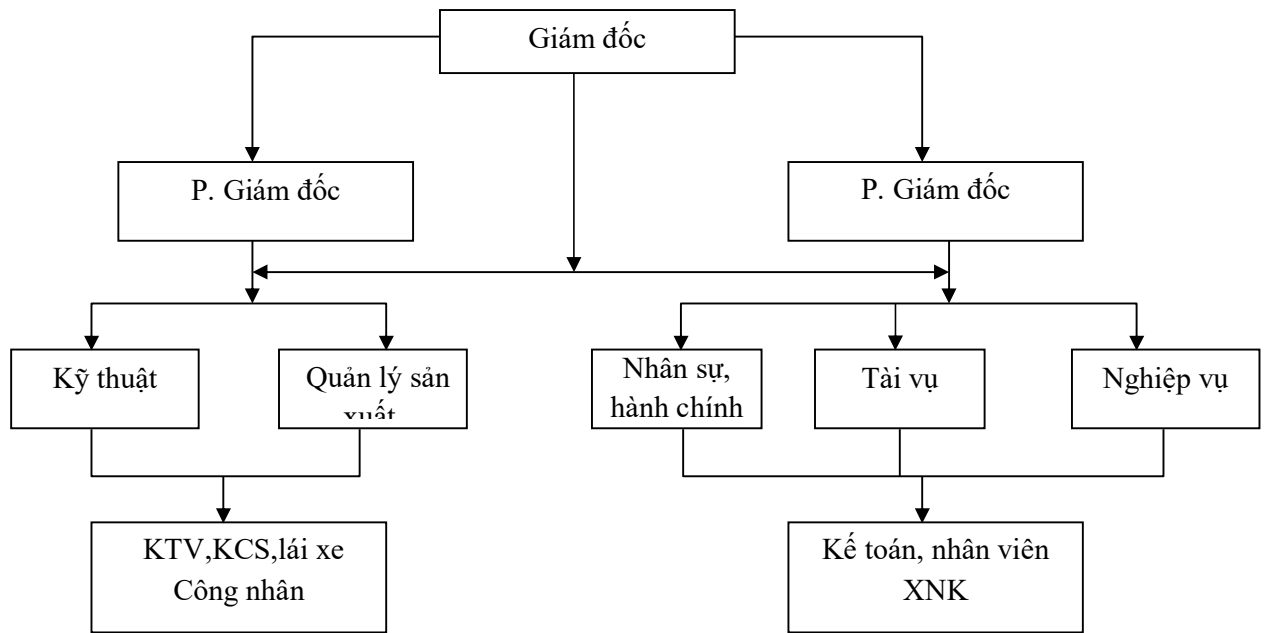 Giám đốc
P. Giám đốc
P. Giám đốc
Kỹ thuật
Quản lý sản
xuất
Nhân sự,
hành chính
Tài vụ
Nghiệp vụ
KTV,KCS,lái xe
Công nhân
Kế toán, nhân viên
XNK